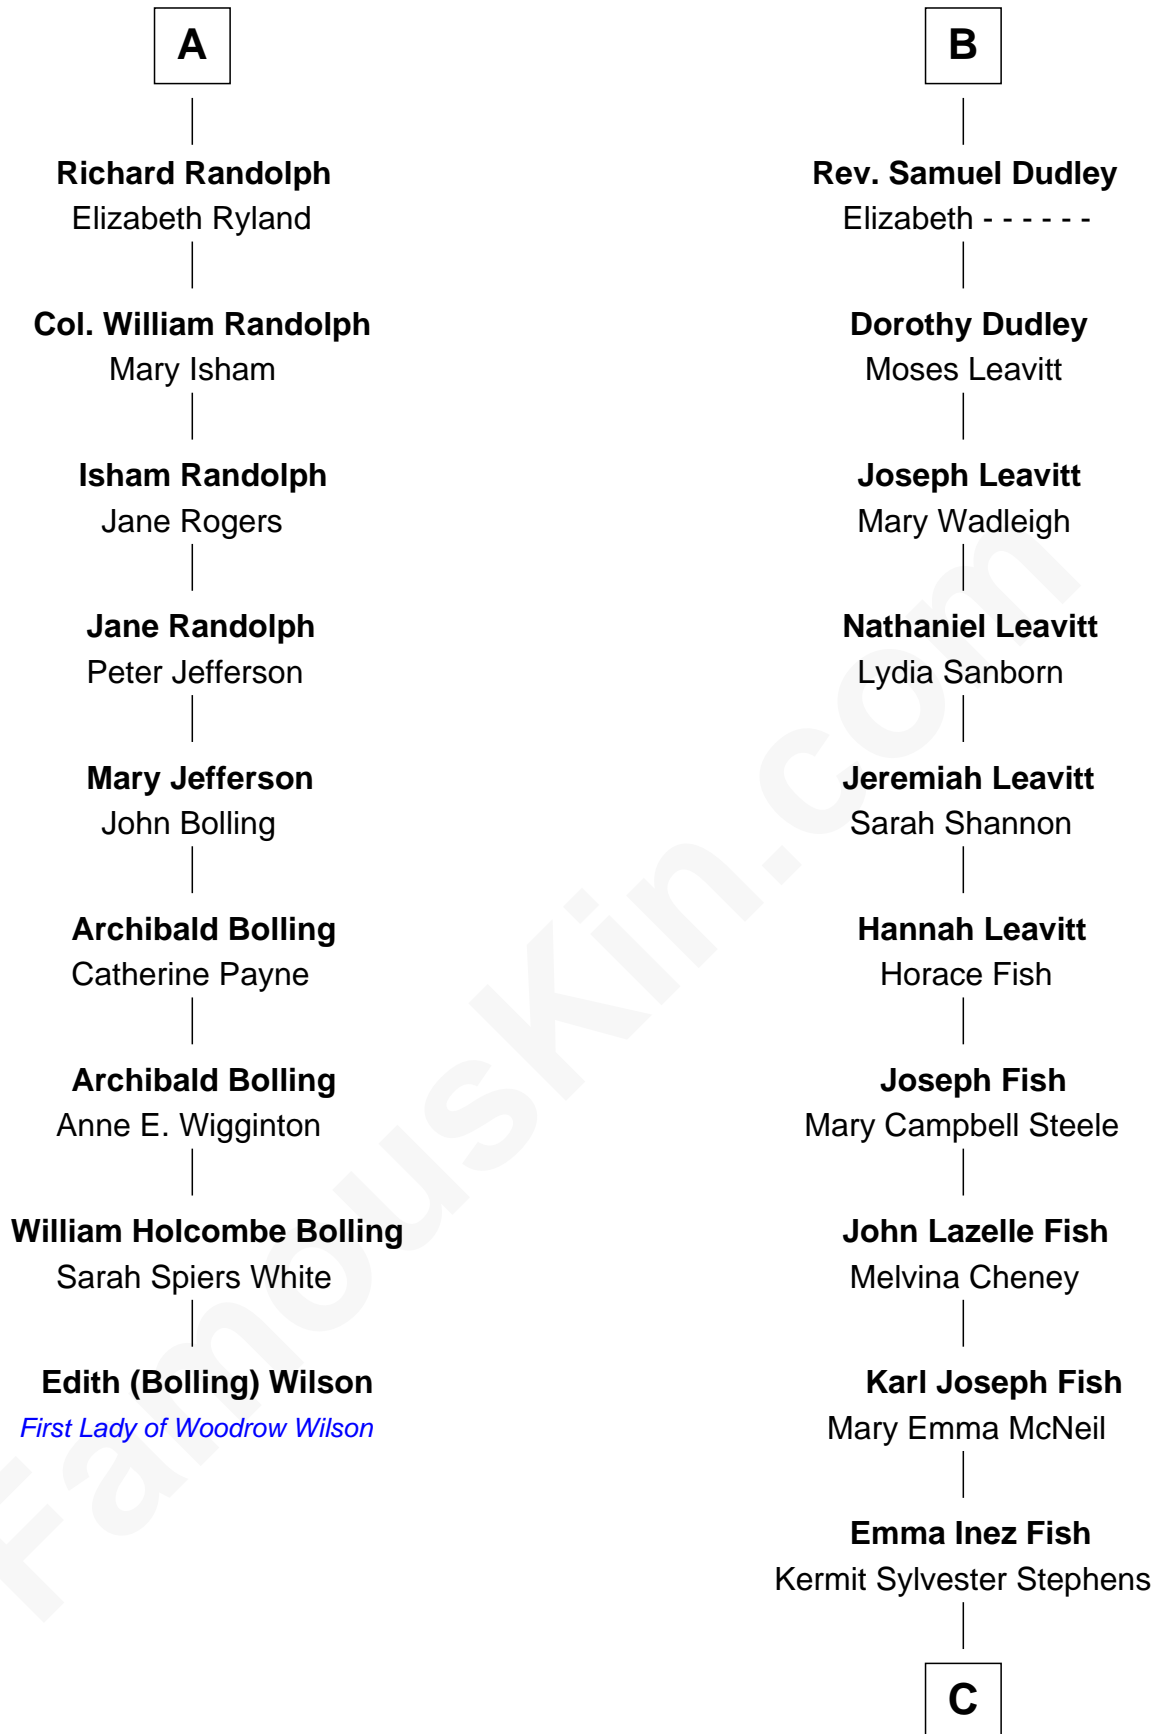 A
Richard Randolph
Elizabeth Ryland
Col. William Randolph
Mary Isham
Isham Randolph
Jane Rogers
Jane Randolph
Peter Jefferson
Mary Jefferson
John Bolling
Archibald Bolling
Catherine Payne
Archibald Bolling
Anne E. Wigginton
William Holcombe Bolling
Sarah Spiers White
Edith (Bolling) Wilson
First Lady of Woodrow Wilson
B
Rev. Samuel Dudley
Elizabeth - - - - - -
Dorothy Dudley
Moses Leavitt
Joseph Leavitt
Mary Wadleigh
Nathaniel Leavitt
Lydia Sanborn
Jeremiah Leavitt
Sarah Shannon
Hannah Leavitt
Horace Fish
Joseph Fish
Mary Campbell Steele
John Lazelle Fish
Melvina Cheney
Karl Joseph Fish
Mary Emma McNeil
Emma Inez Fish
Kermit Sylvester Stephens
C
FamousKin.com